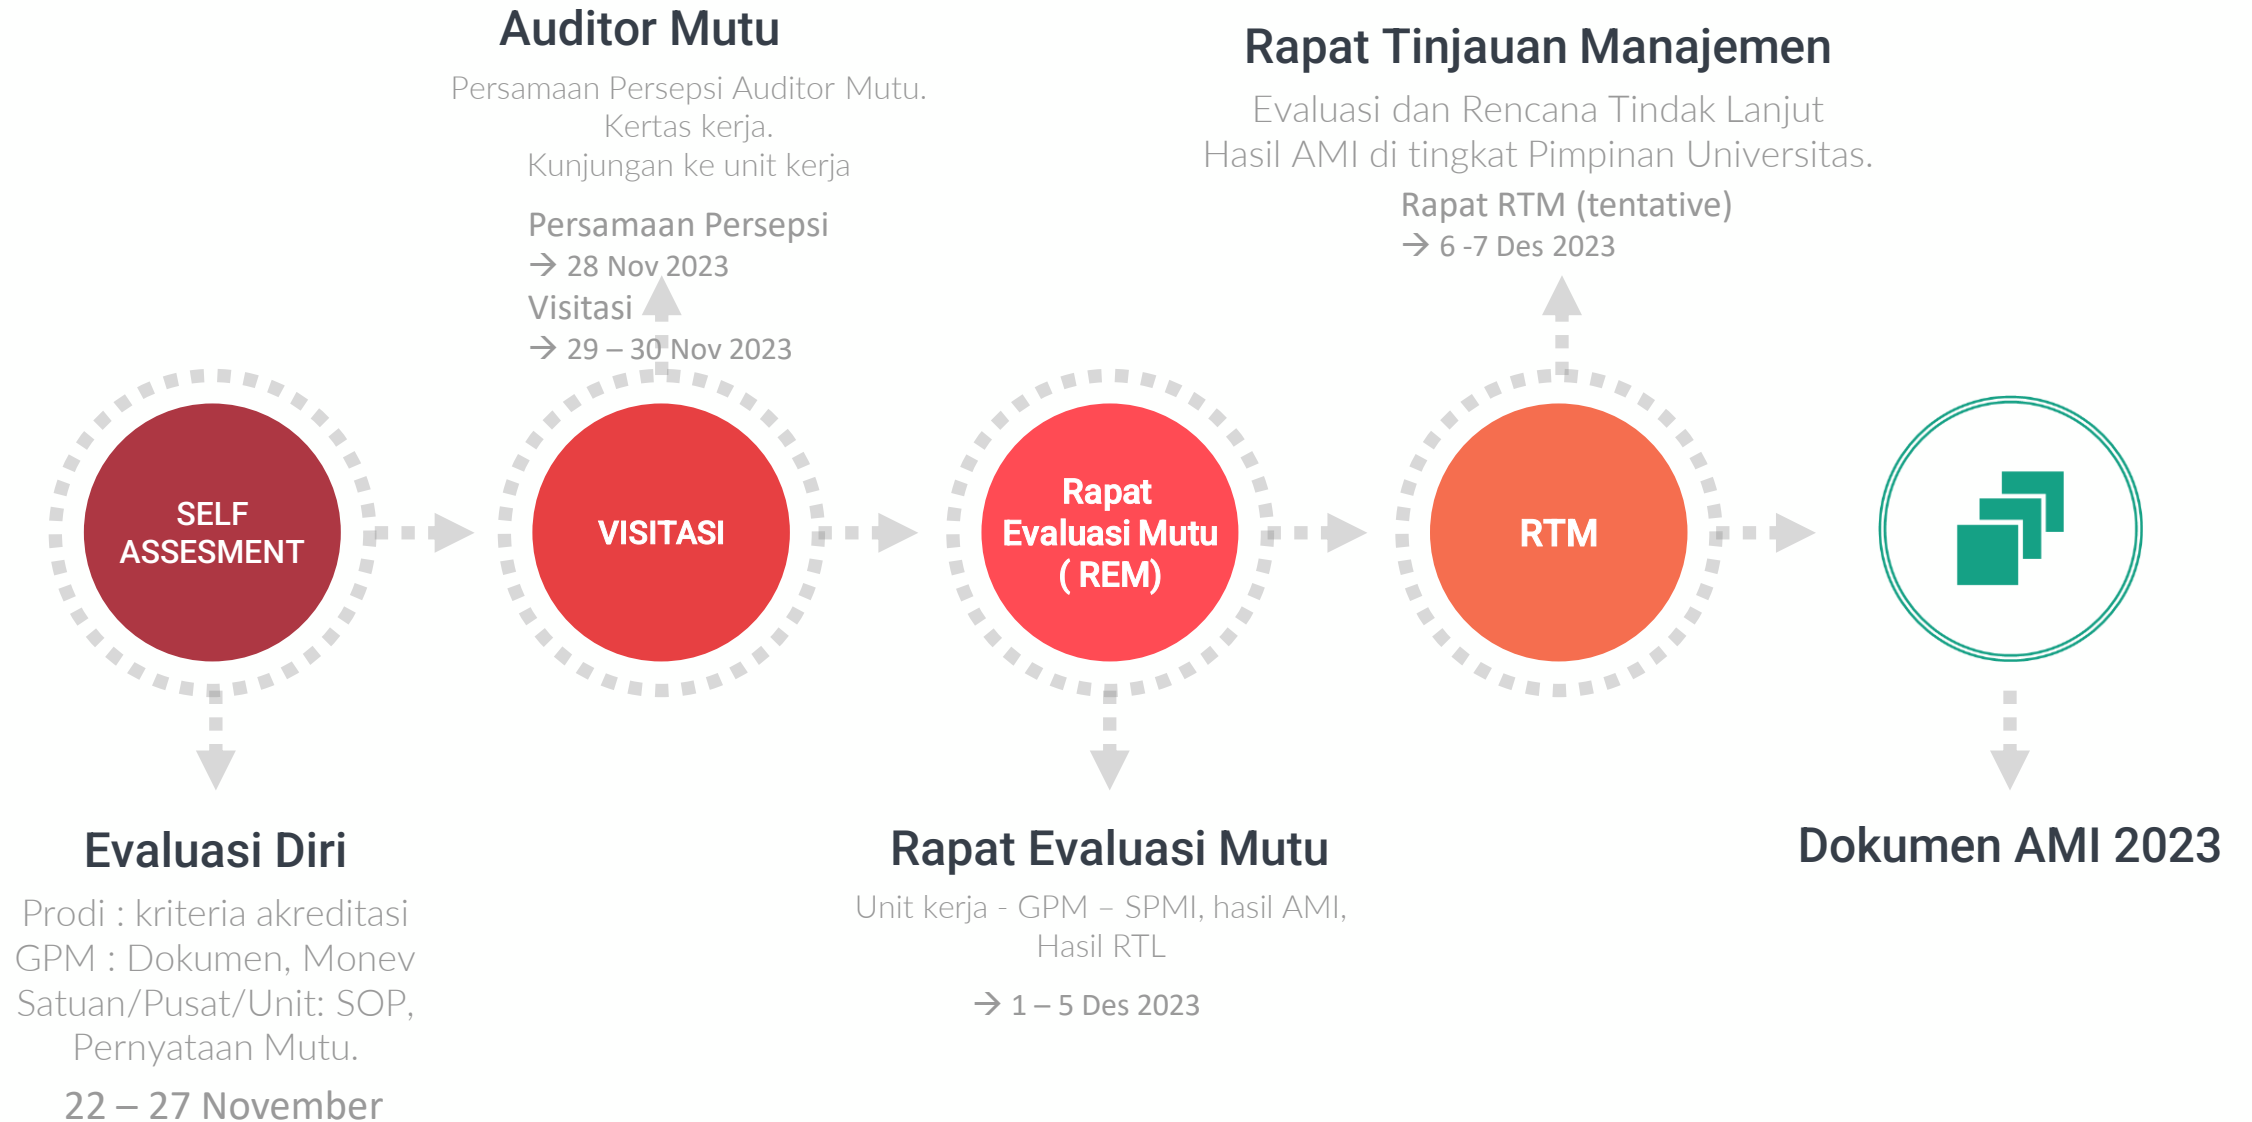 Auditor Mutu
Persamaan Persepsi Auditor Mutu.
Kertas kerja.
Kunjungan ke unit kerja
Persamaan Persepsi
→ 28 Nov 2023
Visitasi
→ 29 – 30 Nov 2023
Rapat Tinjauan Manajemen
Evaluasi dan Rencana Tindak Lanjut
Hasil AMI di tingkat Pimpinan Universitas.
Rapat RTM (tentative)
→ 6 -7 Des 2023
SELF
ASSESMENT
VISITASI
Rapat
Evaluasi Mutu
( REM)
RTM
Evaluasi Diri
Prodi : kriteria akreditasi
GPM : Dokumen, Monev
Satuan/Pusat/Unit: SOP,
Pernyataan Mutu.
22 – 27 November
Rapat Evaluasi Mutu
Unit kerja - GPM – SPMI, hasil AMI,
Hasil RTL
→ 1 – 5 Des 2023
Dokumen AMI 2023